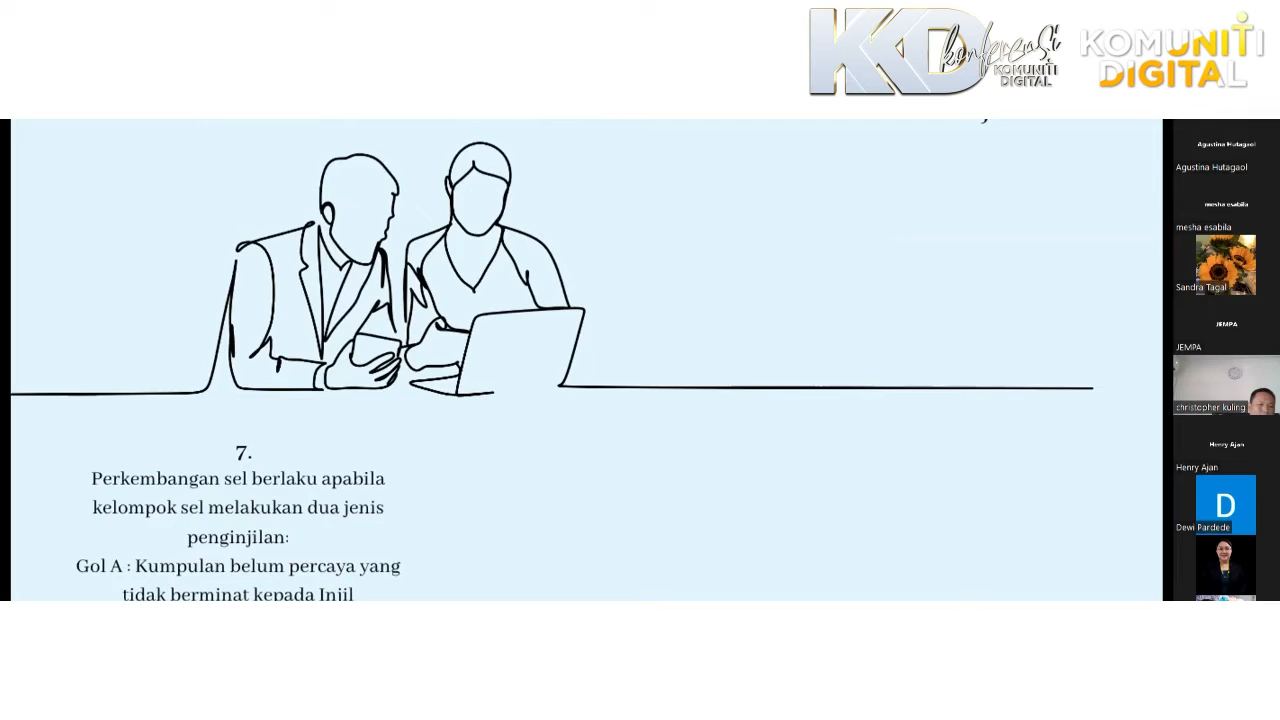 KD konferensi
KOMUNITI
DIGITAL
KOMUNITI
DIGITAL
7.
Perkembangan sel berlaku apabila
kelompok sel melakukan dua jenis
penginjilan:
Gol A : Kumpulan belum percaya yang
tidak berminat kepada Injil
Agustina Hutagaol
Agustina Hutagaol
mesha esabila
mesha esabila
Sandra Tagal
JEMPA
JEMPA
christopher kuling
Henry Ajan
Henry Ajan
D
Dewi Pardede